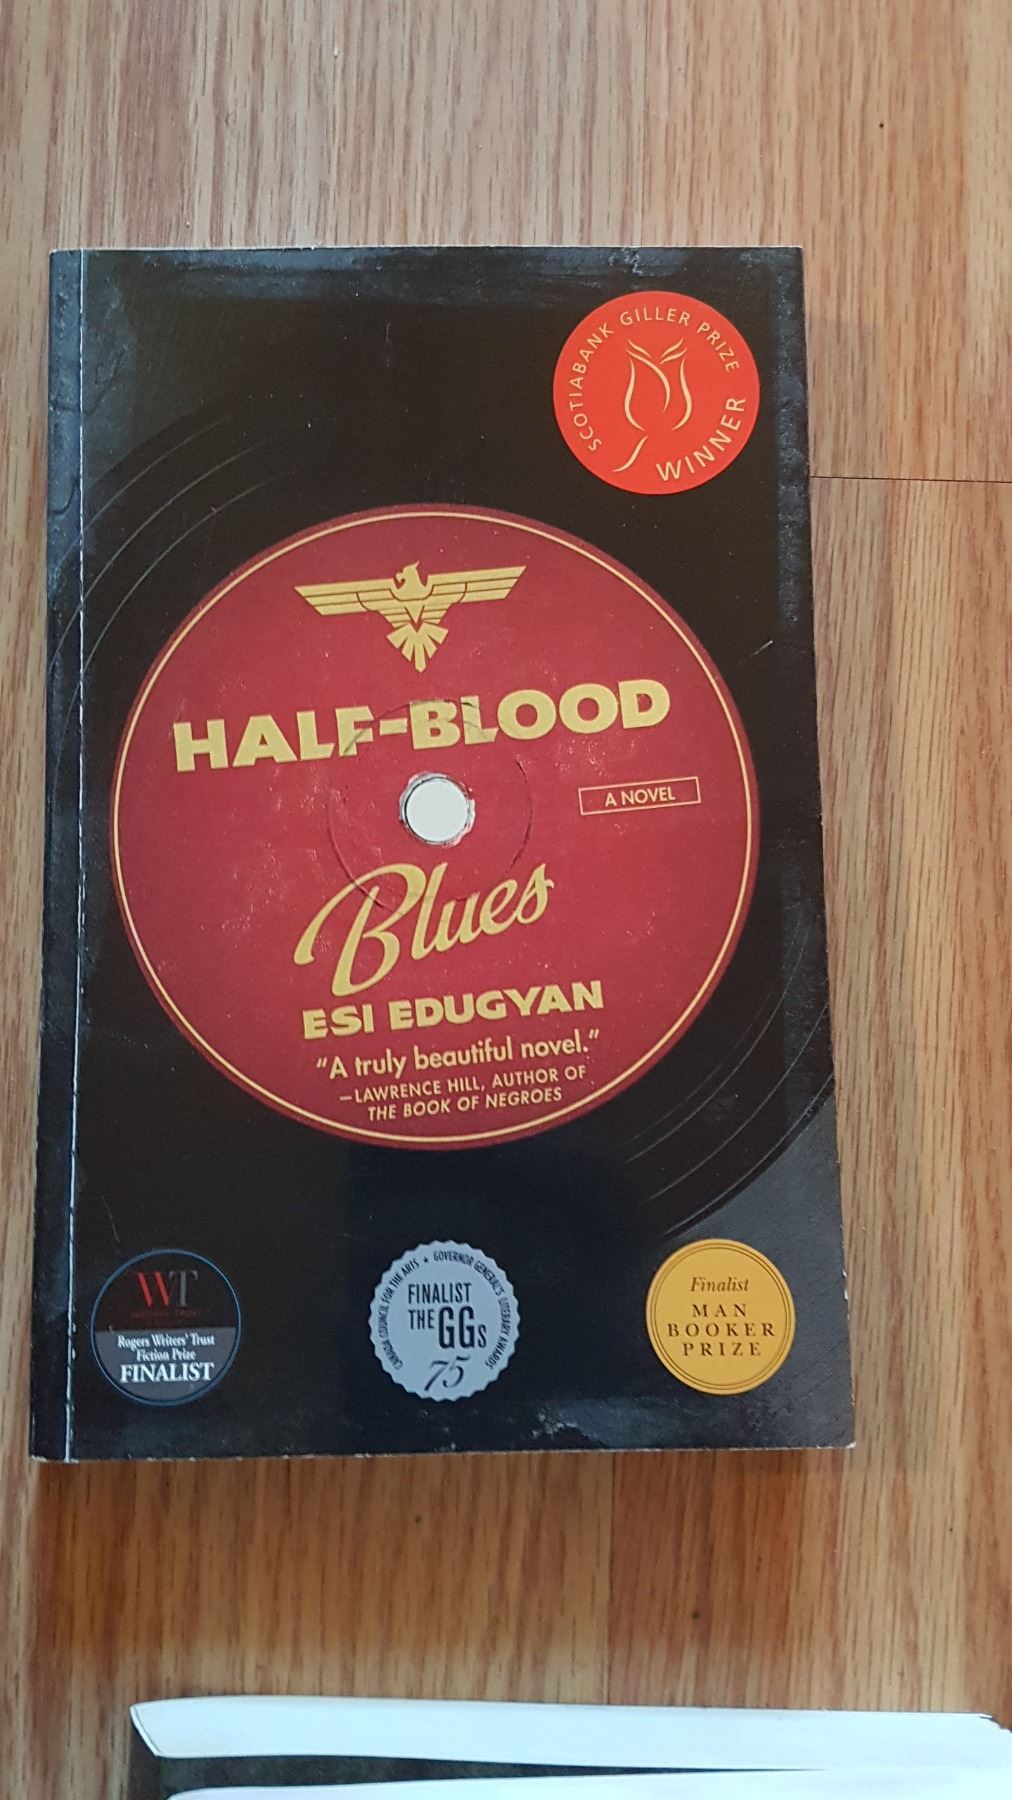 SCOTIABANK GILLER PRIZE
WINNER
HALF-BLOOD
A NOVEL
Blues
ESI EDUGYAN
"A truly beautiful novel."
—LAWRENCE HILL, AUTHOR OF
THE BOOK OF NEGROES
WT
Rogers Writers' Trust
Fiction Prize
FINALIST
CANADA COUNCIL FOR THE ARTS ★ GOVERNOR GENERAL'S LITERARY AWARDS
FINALIST
THE GGs
75
Finalist
MAN
BOOKER
PRIZE